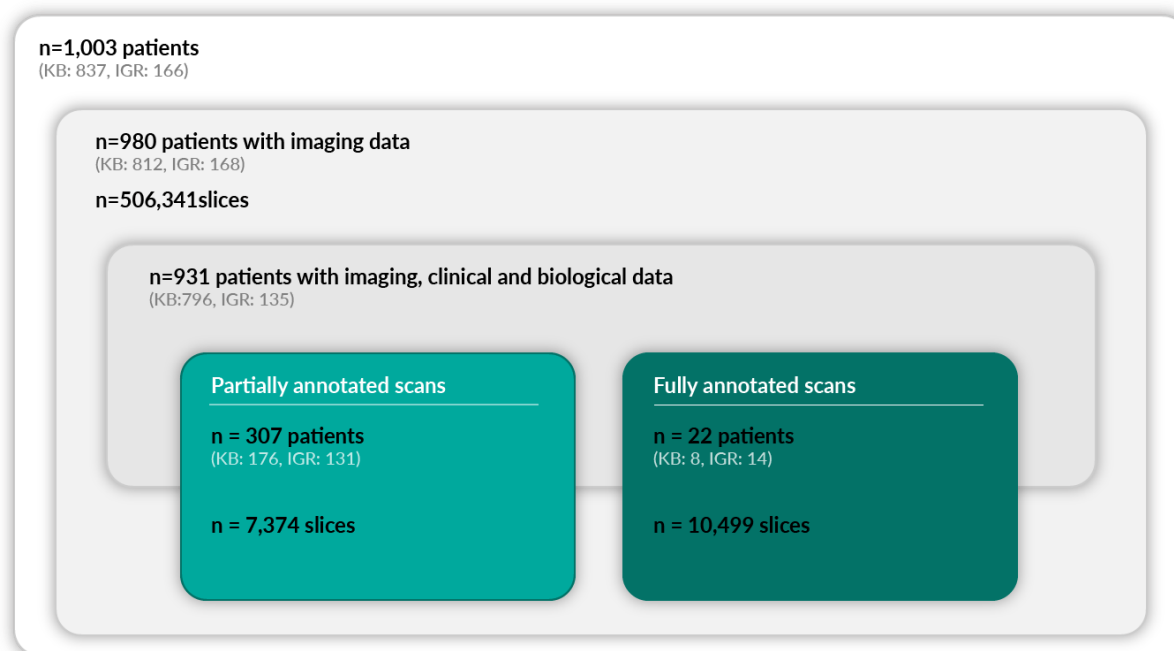 n=1,003 patients
(KB: 837, IGR: 166)
n=980 patients with imaging data
(KB: 812, IGR: 168)
n=506,341slices
n=931 patients with imaging, clinical and biological data
(KB:796, IGR: 135)
Partially annotated scans
n = 307 patients
(KB: 176, IGR: 131)
n = 7,374 slices
Fully annotated scans
n = 22 patients
(KB: 8, IGR: 14)
n = 10,499 slices